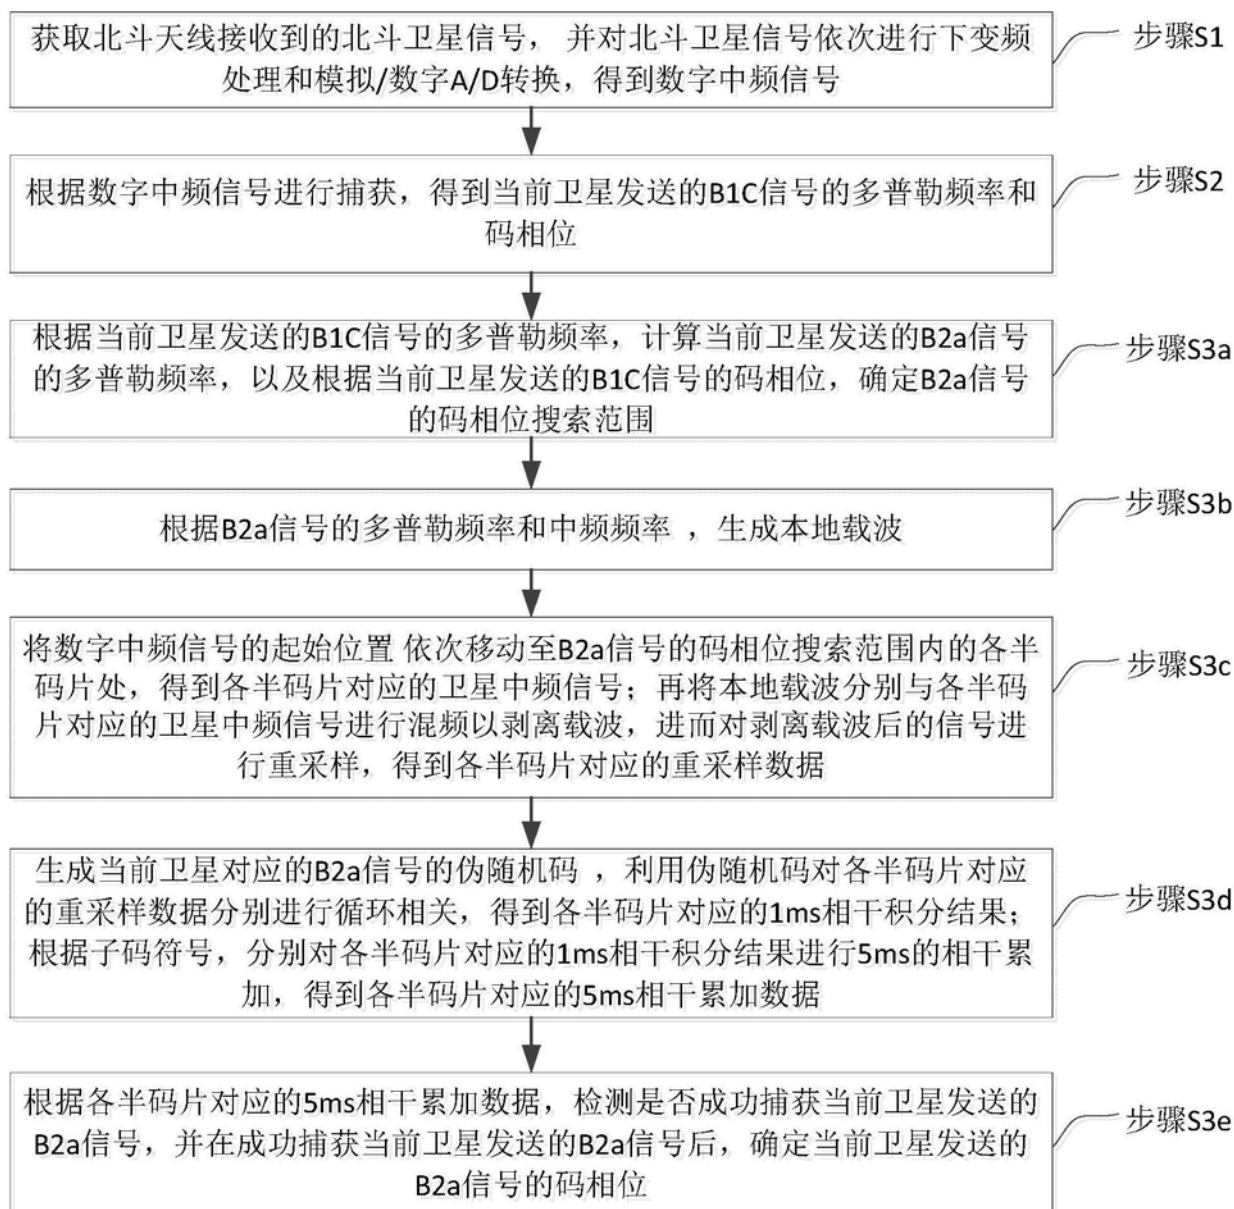 获取北斗天线接收到的北斗卫星信号, 并对北斗卫星信号依次进行下变频
处理和模拟/数字A/D转换，得到数字中频信号
步骤S1
根据数字中频信号进行捕获，得到当前卫星发送的B1C信号的多普勒频率和
码相位
步骤S2
根据当前卫星发送的B1C信号的多普勒频率，计算当前卫星发送的B2a信号
的多普勒频率，以及根据当前卫星发送的B1C信号的码相位，确定B2a信号
的码相位搜索范围
步骤S3a
根据B2a信号的多普勒频率和中频频率 ，生成本地载波
步骤S3b
将数字中频信号的起始位置 依次移动至B2a信号的码相位搜索范围内的各半
码片处，得到各半码片对应的卫星中频信号；再将本地载波分别与各半码
片对应的卫星中频信号进行混频以剥离载波，进而对剥离载波后的信号进
行重采样，得到各半码片对应的重采样数据
步骤S3c
生成当前卫星对应的B2a信号的伪随机码 ，利用伪随机码对各半码片对应
的重采样数据分别进行循环相关，得到各半码片对应的1ms相干积分结果；
根据子码符号，分别对各半码片对应的1ms相干积分结果进行5ms的相干累
加，得到各半码片对应的5ms相干累加数据
步骤S3d
根据各半码片对应的5ms相干累加数据，检测是否成功捕获当前卫星发送的
B2a信号，并在成功捕获当前卫星发送的B2a信号后，确定当前卫星发送的
B2a信号的码相位
步骤S3e